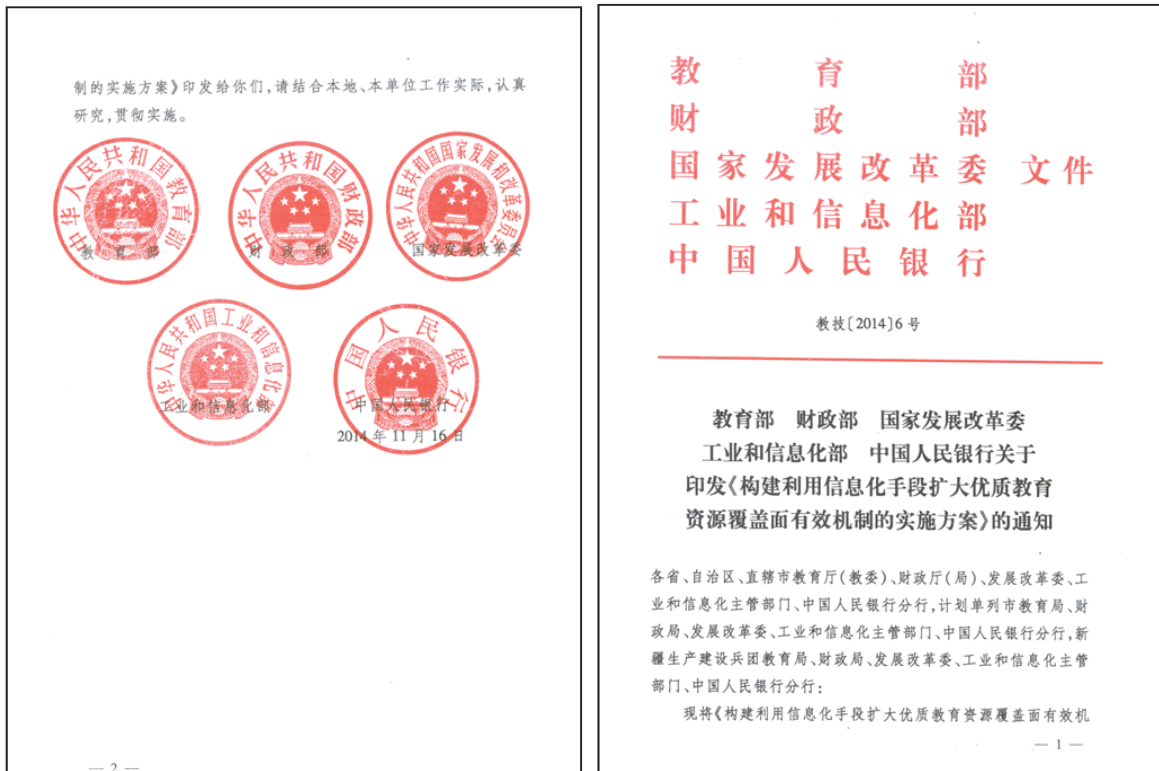 制的实施方案》印发给你们,请结合本地、本单位工作实际,认真
研究,贯彻实施。
中华人民共和国教育部
教育部
中华人民共和国财政部
财政部
中华人民共和国国家发展和改革委员会
国家发展改革委
中华人民共和国工业和信息化部
工业和信息化部
中国人民银行
中国人民银行
2014年11月16日
— 2 —
教育部
财政部
国家发展改革委 文件
工业和信息化部
中国人民银行
教技〔2014〕6号
教育部 财政部 国家发展改革委
工业和信息化部 中国人民银行关于
印发《构建利用信息化手段扩大优质教育
资源覆盖面有效机制的实施方案》的通知
各省、自治区、直辖市教育厅(教委)、财政厅(局)、发展改革委、工
业和信息化主管部门、中国人民银行分行,计划单列市教育局、财
政局、发展改革委、工业和信息化主管部门、中国人民银行分行,新
疆生产建设兵团教育局、财政局、发展改革委、工业和信息化主管
部门、中国人民银行分行:
现将《构建利用信息化手段扩大优质教育资源覆盖面有效机
— 1 —